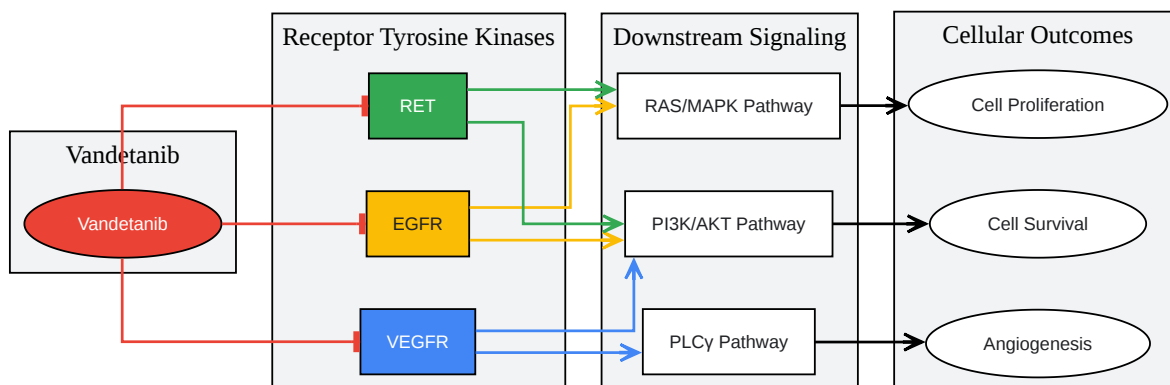 Receptor Tyrosine Kinases
Downstream Signaling
Cellular Outcomes
RET
RAS/MAPK Pathway
Cell Proliferation
Vandetanib
Vandetanib
EGFR
PI3K/AKT Pathway
Cell Survival
VEGFR
PLCγ Pathway
Angiogenesis